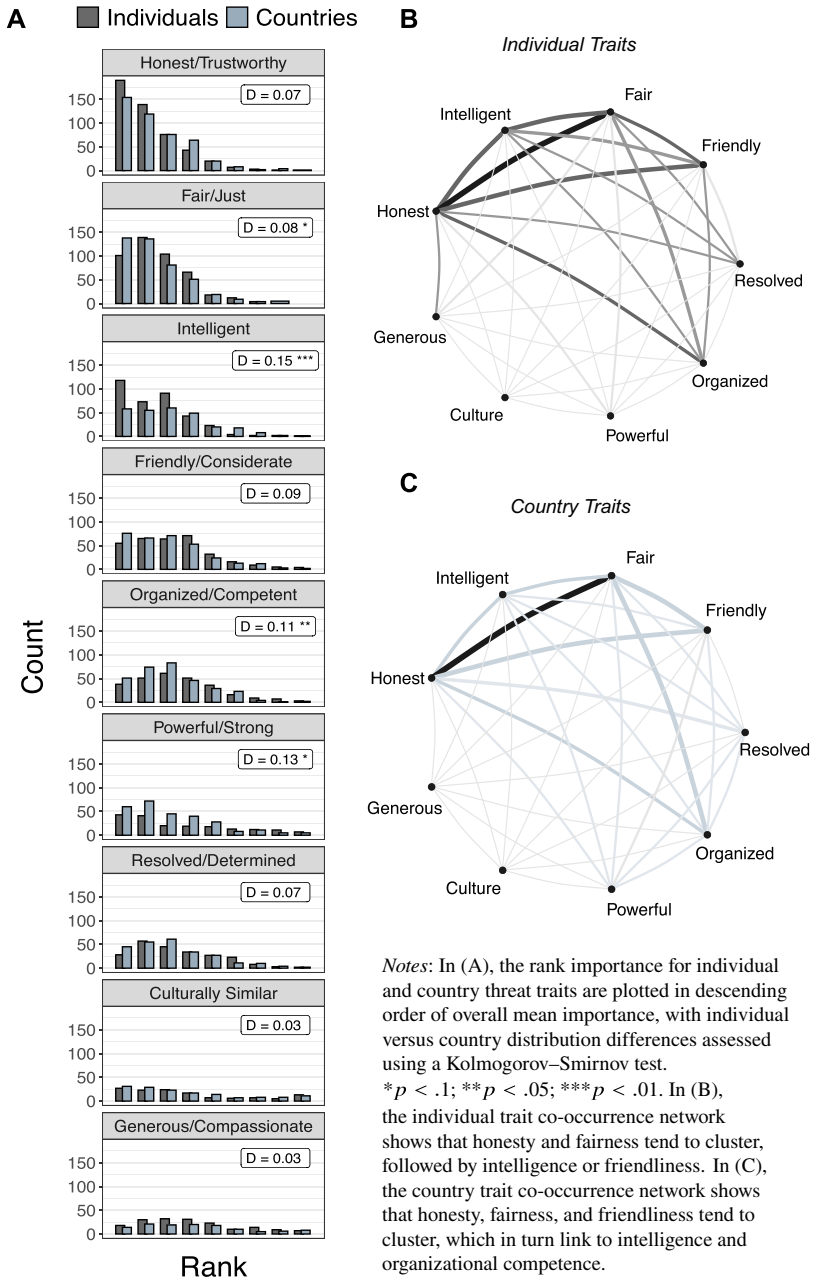 A
Individuals Countries
Honest/Trustworthy
D = 0.07
150
100
50
0
Fair/Just
D = 0.08 *
150
100
50
0
Intelligent
D = 0.15 ***
150
100
50
0
Friendly/Considerate
D = 0.09
150
100
50
0
Organized/Competent
D = 0.11 **
150
100
50
0
Powerful/Strong
D = 0.13 *
150
100
50
0
Resolved/Determined
D = 0.07
150
100
50
0
Culturally Similar
D = 0.03
150
100
50
0
Generous/Compassionate
D = 0.03
150
100
50
0
Count
Rank
B
Individual Traits
Fair
Intelligent
Friendly
Honest
Resolved
Generous
Organized
Culture
Powerful
C
Country Traits
Fair
Intelligent
Friendly
Honest
Resolved
Generous
Organized
Culture
Powerful
Notes: In (A), the rank importance for individual
and country threat traits are plotted in descending
order of overall mean importance, with individual
versus country distribution differences assessed
using a Kolmogorov–Smirnov test.
*p < .1; **p < .05; ***p < .01. In (B),
the individual trait co-occurrence network
shows that honesty and fairness tend to cluster,
followed by intelligence or friendliness. In (C),
the country trait co-occurrence network shows
that honesty, fairness, and friendliness tend to
cluster, which in turn link to intelligence and
organizational competence.